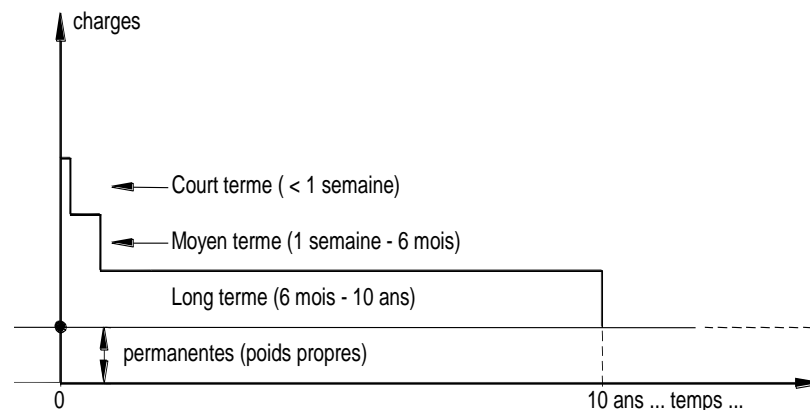 charges
Court terme ( < 1 semaine)
Moyen terme (1 semaine - 6 mois)
Long terme (6 mois - 10 ans)
permanentes (poids propres)
0
10 ans ... temps ...